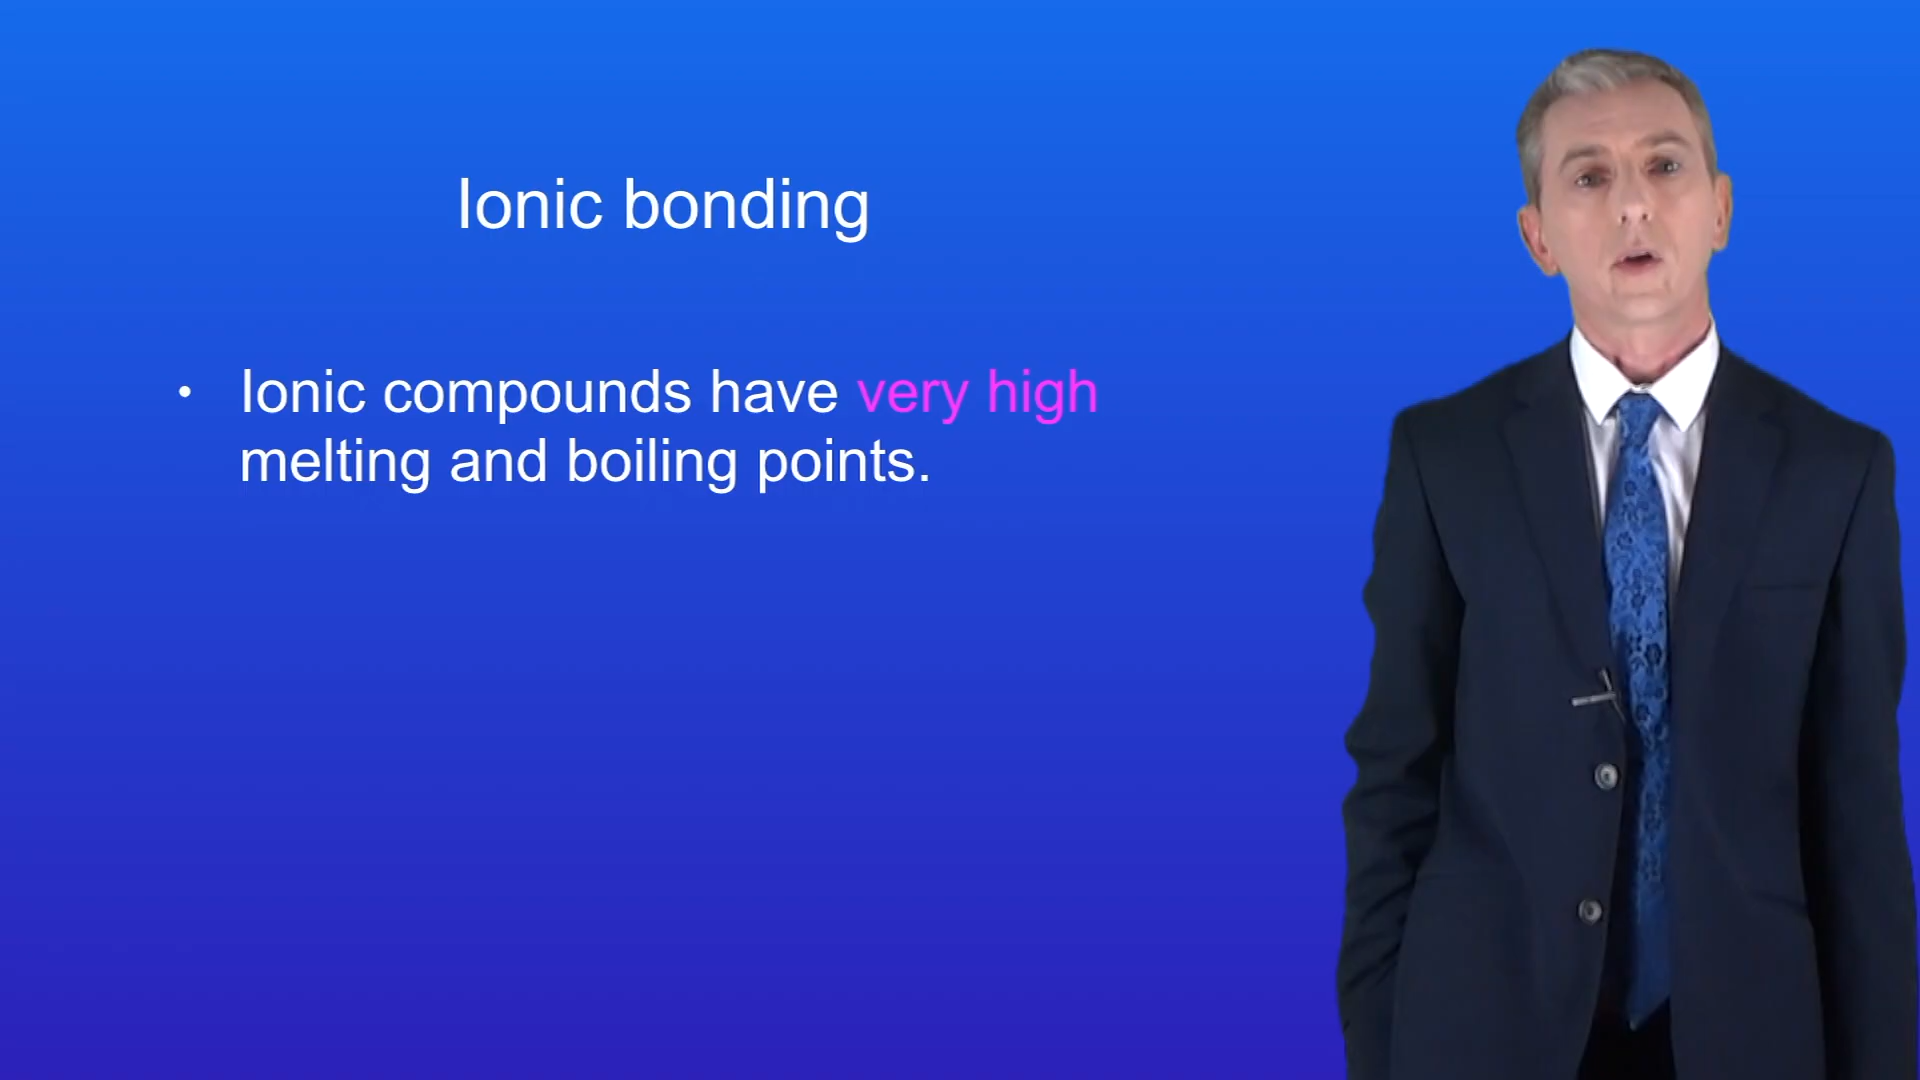 Ionic bonding
• Ionic compounds have very high
melting and boiling points.